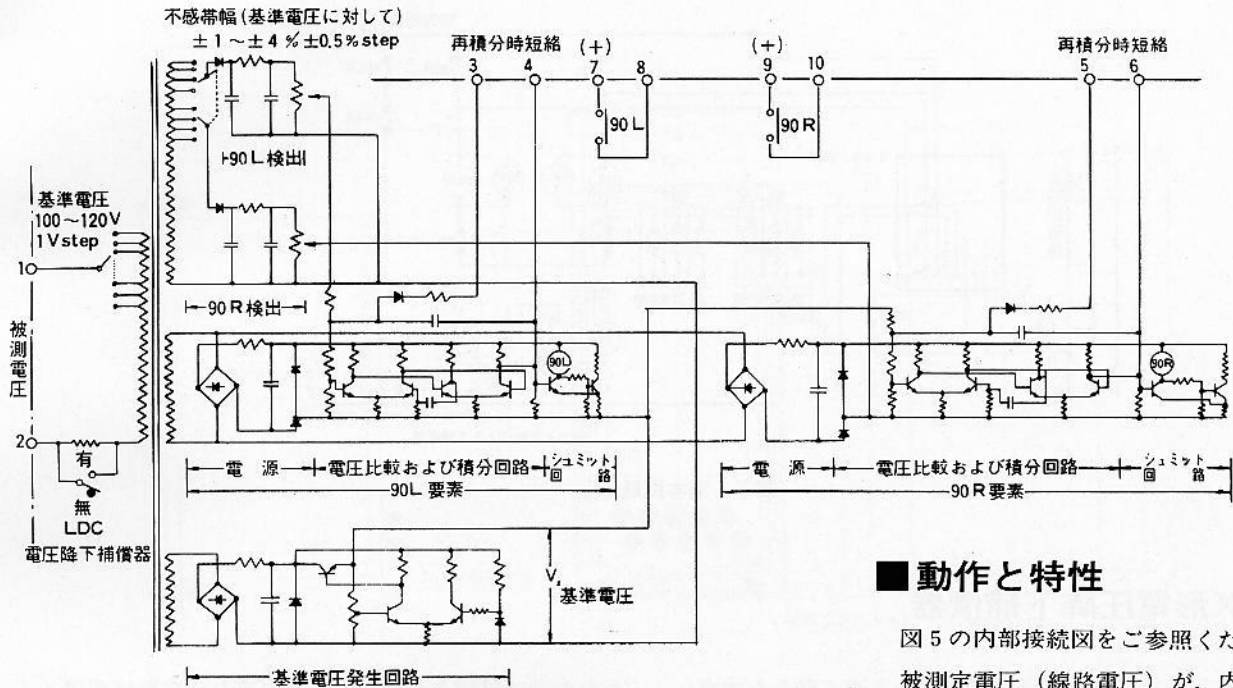 不感帯幅(基準電圧に対して)
±1～±4% ±0.5% step
再積分時短絡
3 4
(+)
7 8
(+)
9 10
再積分時短絡
5 6
90L
90R
90L検出
基準電圧
100～120V
1V step
1
90R検出
被測電圧
90L
90R
2
有
無
LDC
電圧降下補償器
電源
電圧比較および積分回路
シュミット
回路
90L要素
電源
電圧比較および積分回路
シュミット
回路
90R要素
基準電圧
基準電圧発生回路
■動作と特性
図5の内部接続図をご参照くだ
被測定電圧（線路電圧）が、内